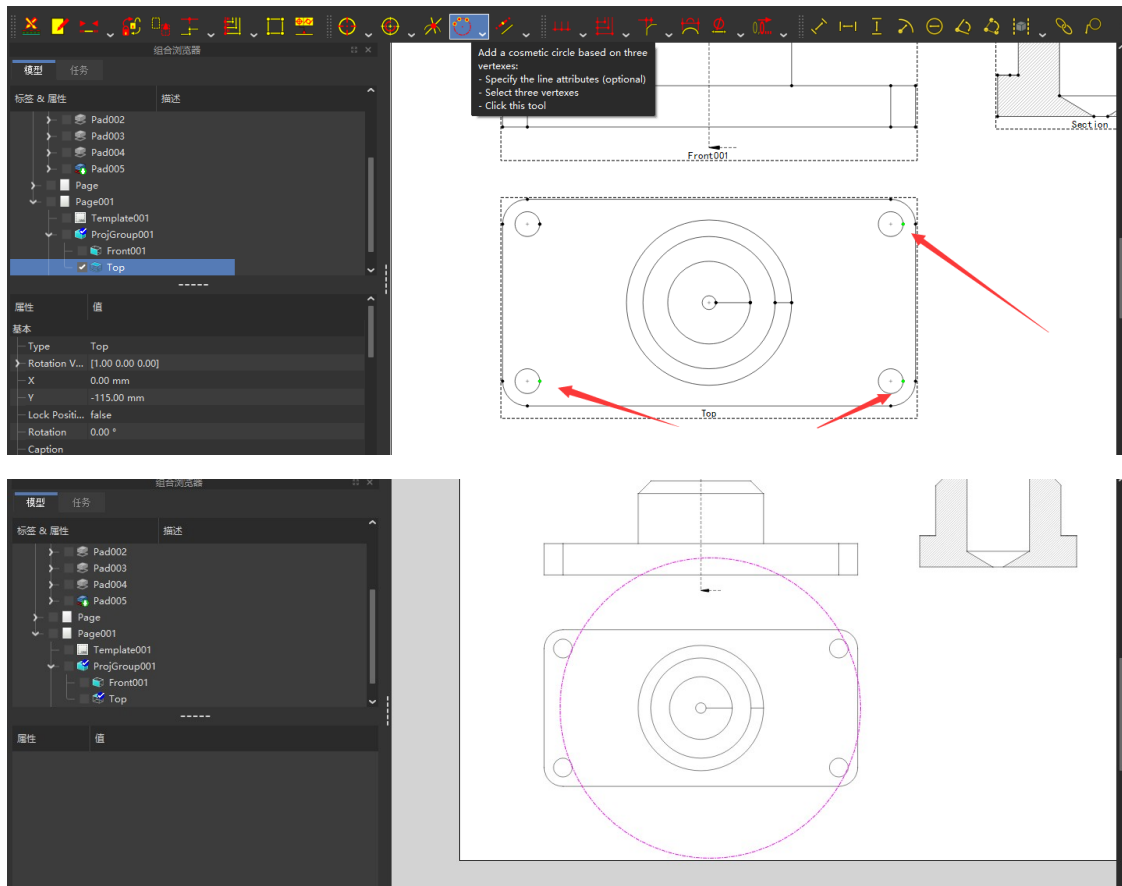 组合浏览器
模型 任务
标签 & 属性 描述
Pad002
Pad003
Pad004
Pad005
Page
Page001
Template001
ProjGroup001
Front001
Top
属性 值
基本
Type Top
Rotation V... [1.00 0.00 0.00]
X 0.00 mm
Y -115.00 mm
Lock Positi... false
Rotation 0.00 °
Caption
Add a cosmetic circle based on three
vertexes:
- Specify the line attributes (optional)
- Select three vertexes
- Click this tool
Front001
Section
Top
组合浏览器
模型 任务
标签 & 属性 描述
Pad002
Pad003
Pad004
Pad005
Page
Page001
Template001
ProjGroup001
Front001
Top
属性 值